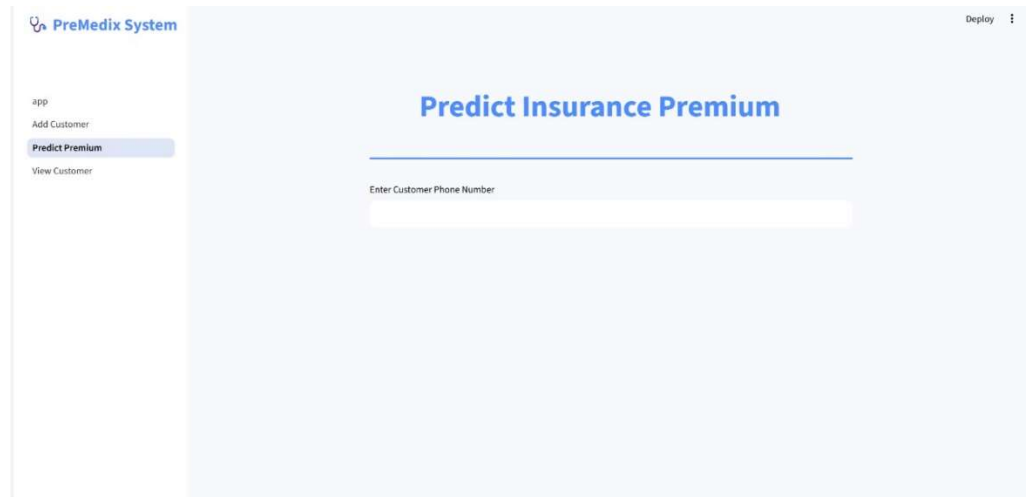 PreMedix System
Deploy
app
Add Customer
Predict Premium
View Customer
Predict Insurance Premium
Enter Customer Phone Number